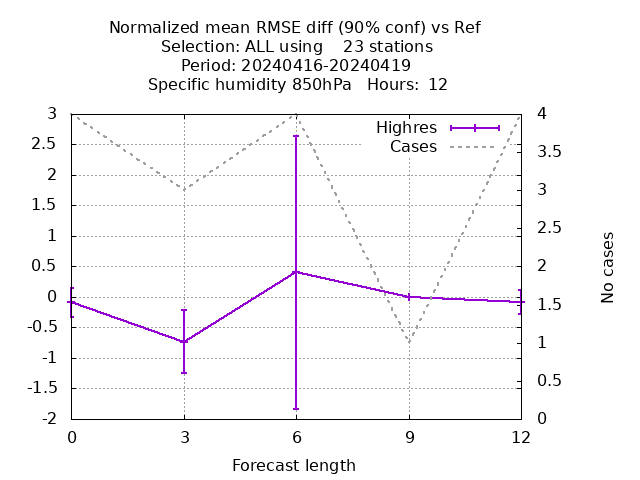 Normalized mean RMSE diff (90% conf) vs Ref
Selection: ALL using    23 stations
Period: 20240416-20240419
Specific humidity 850hPa   Hours:  12
Highres
Cases
3
2.5
2
1.5
1
0.5
0
-0.5
-1
-1.5
-2
4
3.5
3
2.5
2
1.5
1
0.5
0
No cases
0 3 6 9 12
Forecast length